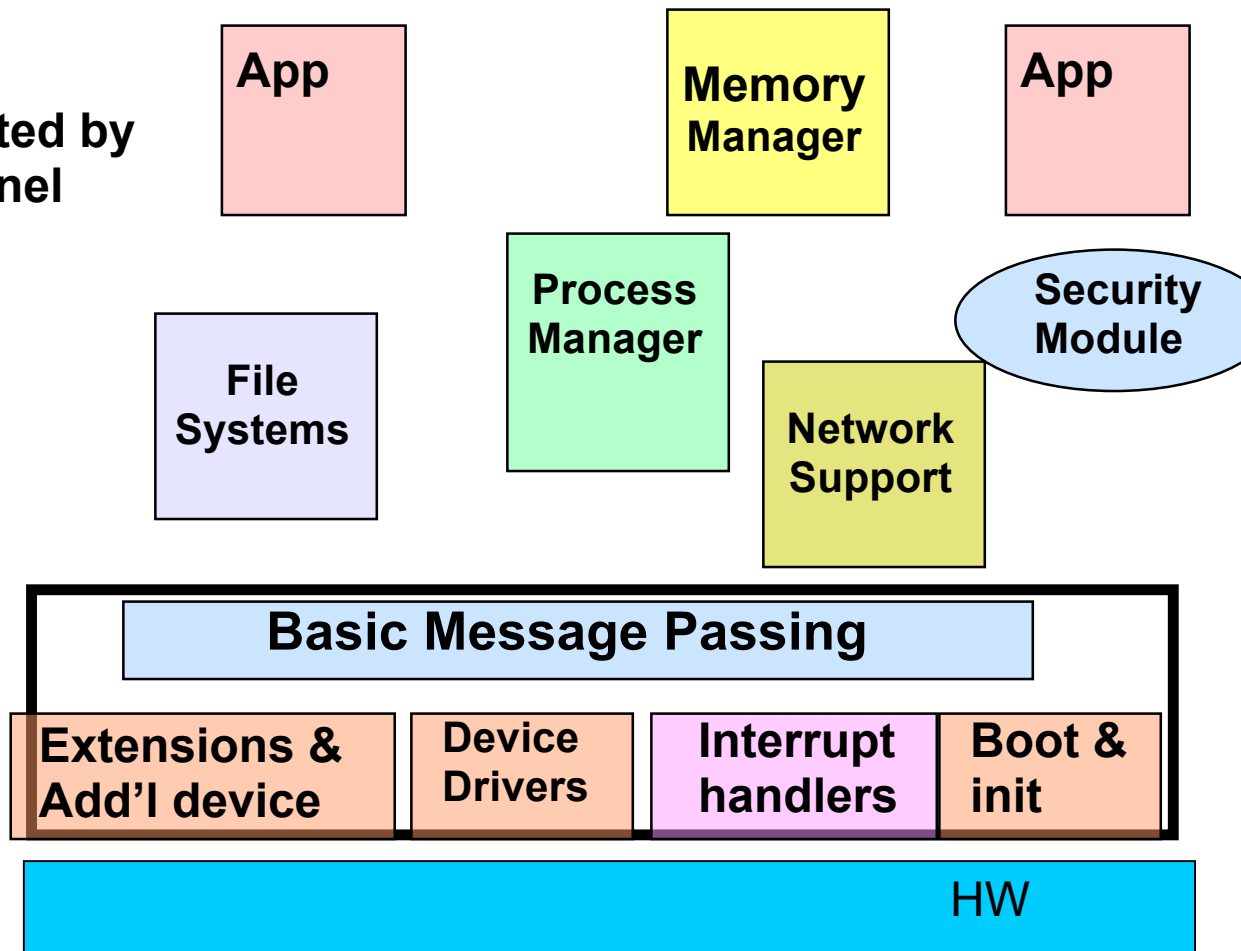 App
Memory
Manager
App
ted by
nel
Process
Manager
Security
Module
File
Systems
Network
Support
Basic Message Passing
Extensions &
Add’l device
Device
Drivers
Interrupt
handlers
Boot &
init
HW